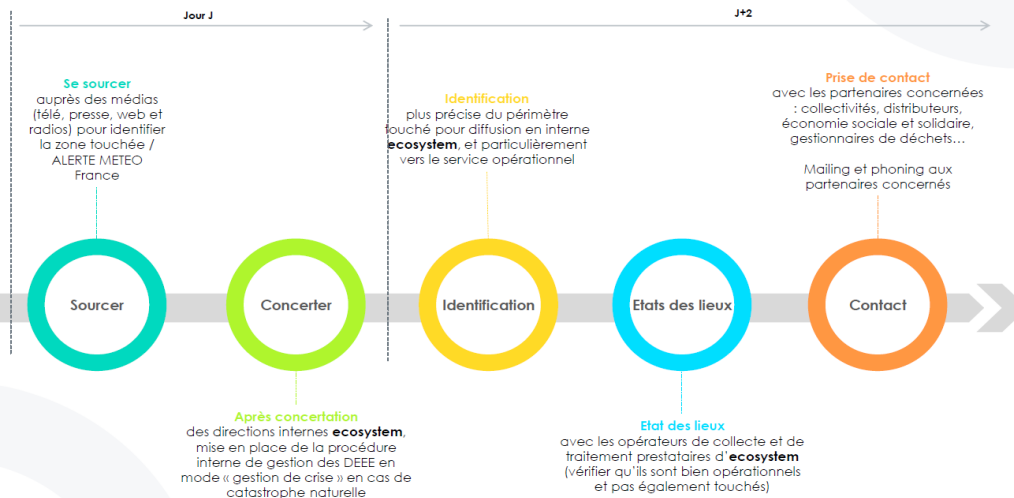 Jour J
J+2
Se sourcer
auprès des médias
(télé, presse, web et
radios) pour identifier
la zone touchée /
ALERTE METEO
France
Identification
plus précise du périmètre
touché pour diffusion en interne
ecosystem, et particulièrement
vers le service opérationnel
Prise de contact
avec les partenaires concernées
: collectivités, distributeurs,
économie sociale et solidaire,
gestionnaires de déchets…
Mailing et phoning aux
partenaires concernés
Sourcer
Concerter
Identification
Etats des lieux
Contact
Après concertation
des directions internes ecosystem,
mise en place de la procédure
interne de gestion des DEEE en
mode « gestion de crise » en cas de
catastrophe naturelle
Etat des lieux
avec les opérateurs de collecte et de
traitement prestataires d'ecosystem
(vérifier qu'ils sont bien opérationnels
et pas également touchés)